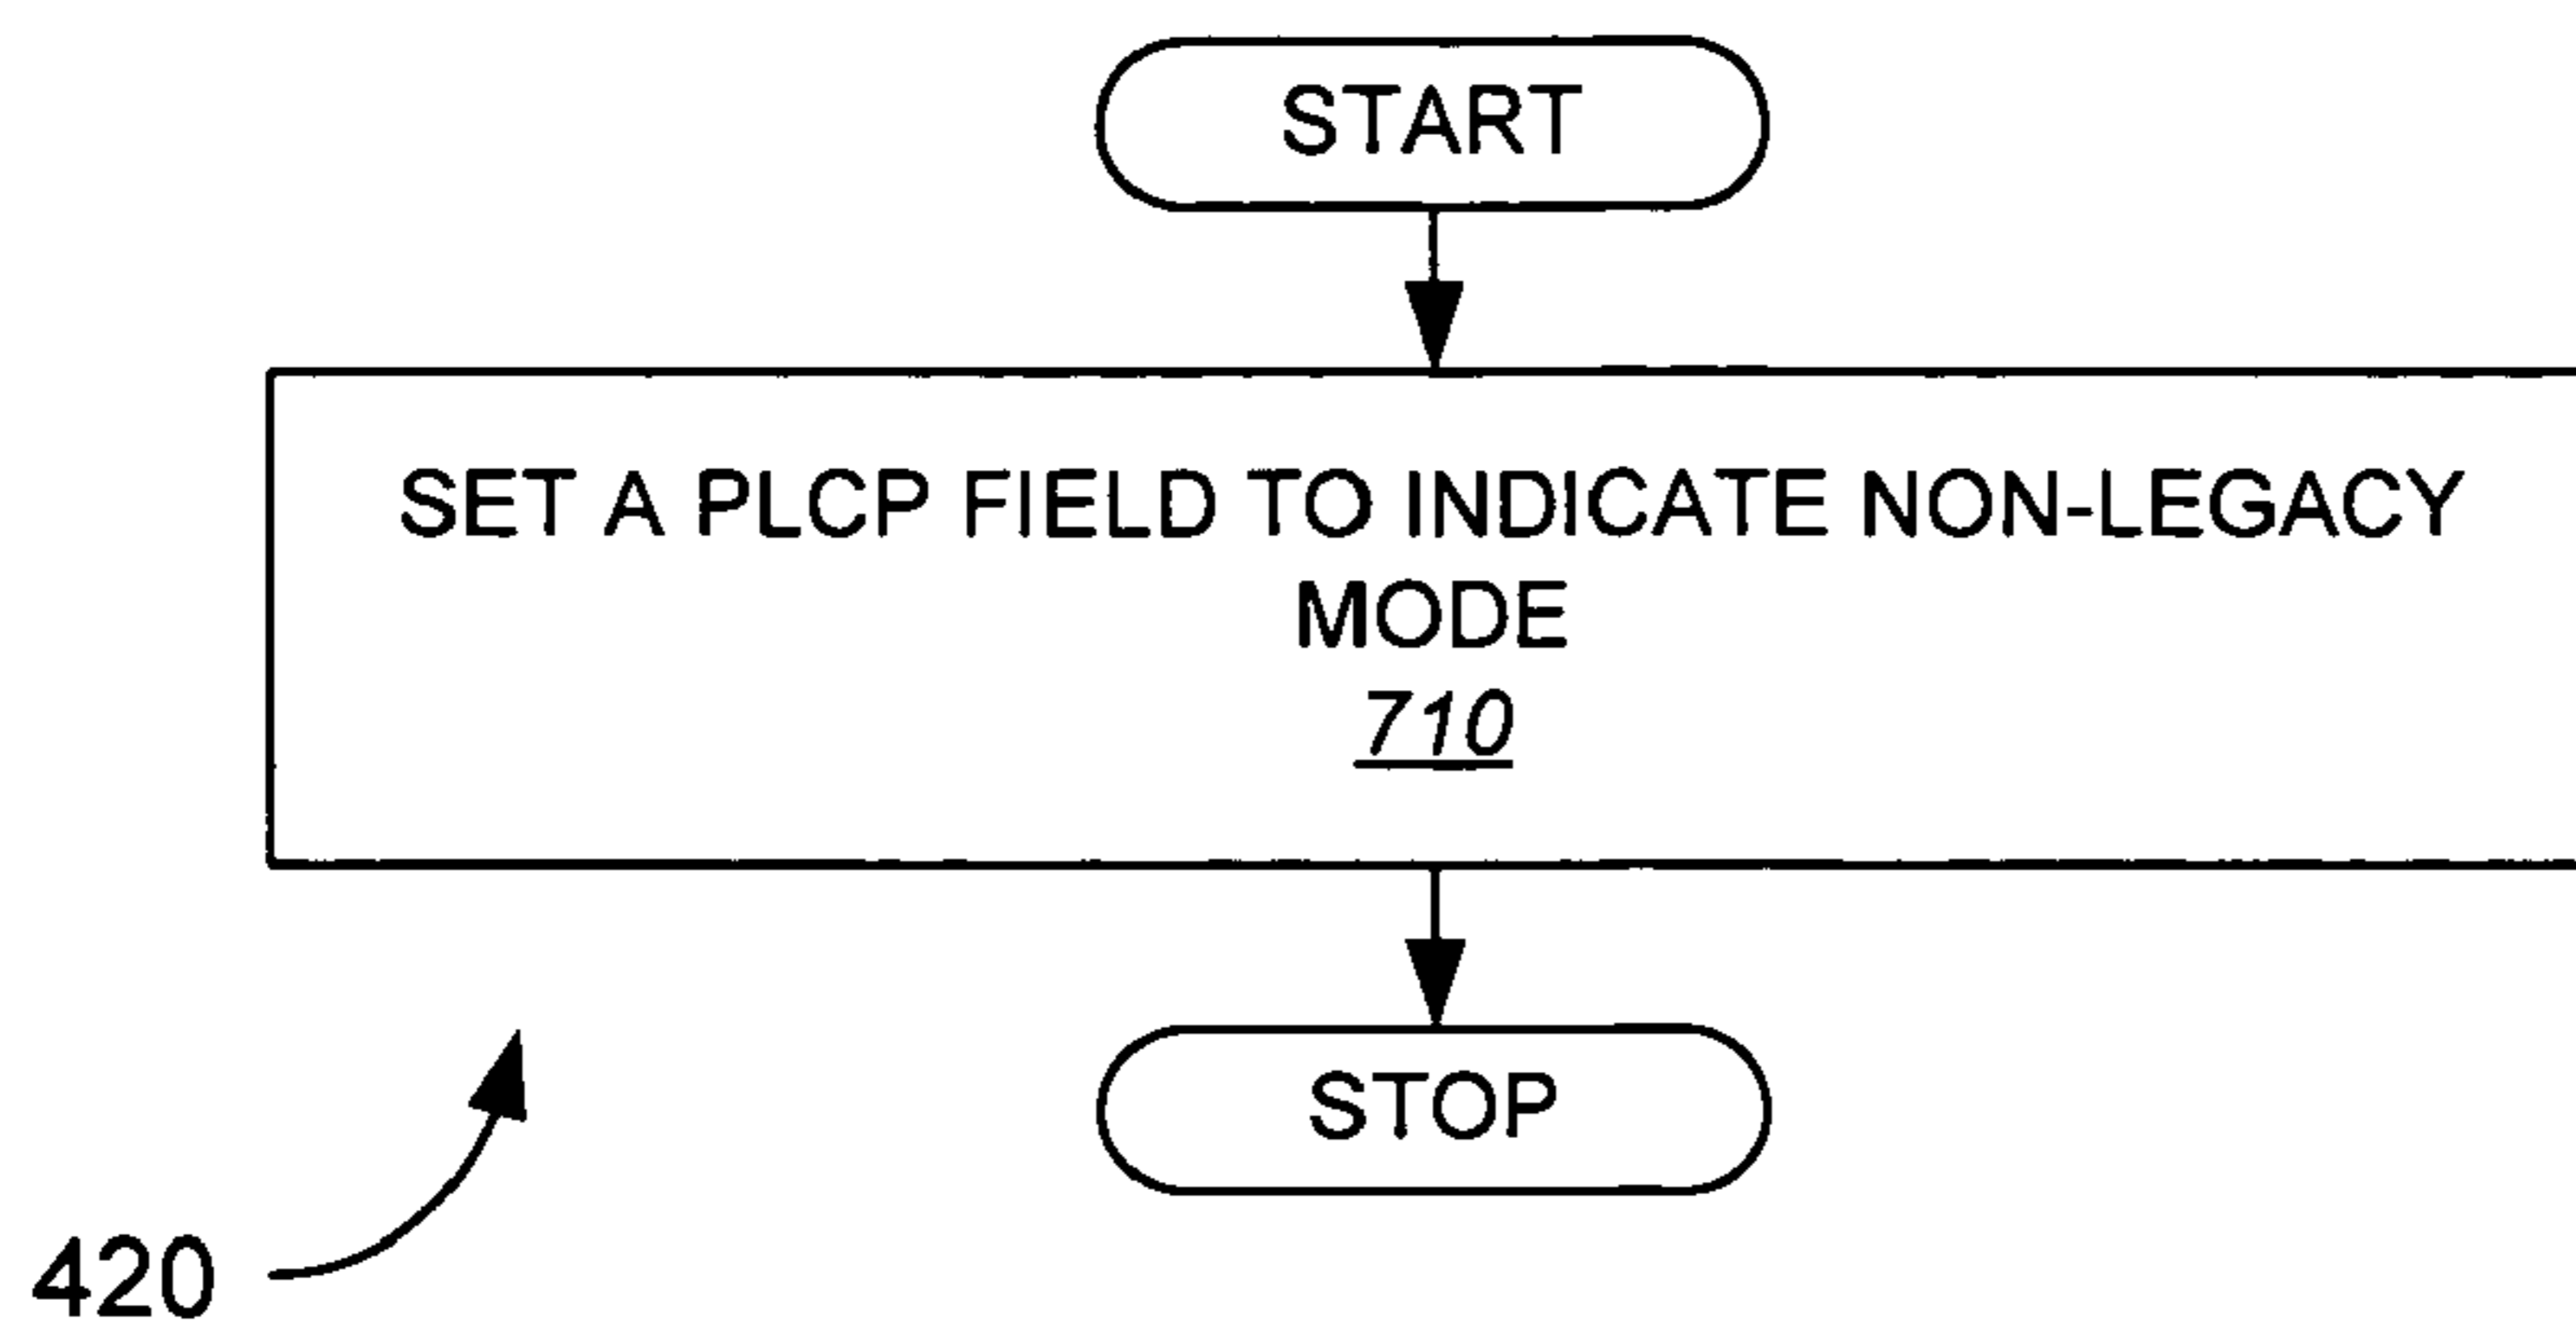 START
SET A PLCP FIELD TO INDICATE NON-LEGACY
MODE
710
STOP
420